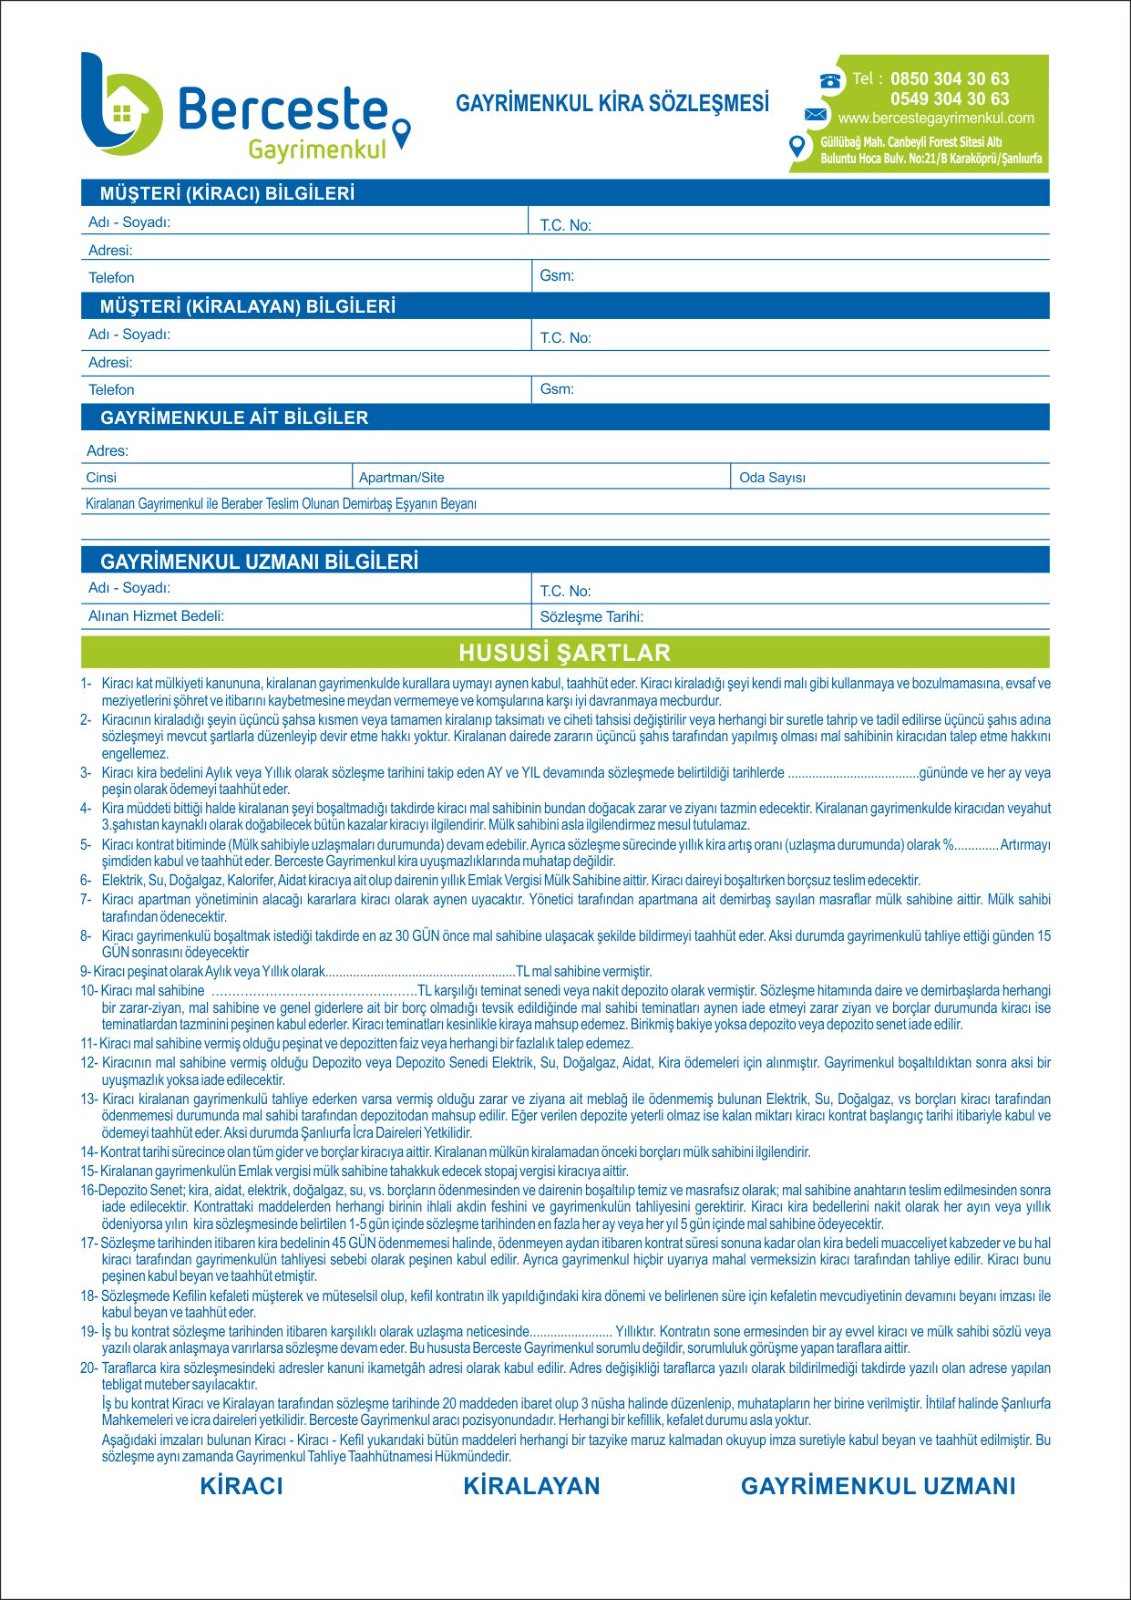 Berceste
Gayrimenkul
GAYRİMENKUL KİRA SÖZLEŞMESİ
Tel : 0850 304 30 63
0549 304 30 63
www.bercestegayrimenkul.com
Güllübağ Mah. Canbeyli Forest Sitesi Altı
Buluntu Hoca Bulv. No:21/B Karaköprü/Şanlıurfa
MÜŞTERİ (KİRACI) BİLGİLERİ
Adı - Soyadı: T.C. No:
Adresi:
Telefon Gsm:
MÜŞTERİ (KİRALAYAN) BİLGİLERİ
Adı - Soyadı: T.C. No:
Adresi:
Telefon Gsm:
GAYRİMENKULE AİT BİLGİLER
Adres:
Cinsi Apartman/Site Oda Sayısı
Kiralanan Gayrimenkul ile Beraber Teslim Olunan Demirbaş Eşyanın Beyanı
GAYRİMENKUL UZMANI BİLGİLERİ
Adı - Soyadı: T.C. No:
Alınan Hizmet Bedeli: Sözleşme Tarihi:
HUSUSİ ŞARTLAR
1- Kiracı kat mülkiyeti kanununa, kiralanan gayrimenkulde kurallara uymayı aynen kabul, taahhüt eder. Kiracı kiraladığı şeyi kendi malı gibi kullanmaya ve bozulmamasına, evsaf ve
meziyetlerini şöhret ve itibarını kaybetmesine meydan vermemeye ve komşularına karşı iyi davranmaya mecburdur.
2- Kiracının kiraladığı şeyin üçüncü şahsa kısmen veya tamamen kiralanıp taksimatı ve ciheti tahsisi değiştirilir veya herhangi bir suretle tahrip ve tadil edilirse üçüncü şahıs adına
sözleşmeyi mevcut şartlarla düzenleyip devir etme hakkı yoktur. Kiralanan dairede zararın üçüncü şahıs tarafından yapılmış olması mal sahibinin kiracıdan talep etme hakkını
engellemez.
3- Kiracı kira bedelini Aylık veya Yıllık olarak sözleşme tarihini takip eden AY ve YIL devamında sözleşmede belirtildiği tarihlerde .....................................gününde ve her ay veya
peşin olarak ödemeyi taahhüt eder.
4- Kira müddeti bittiği halde kiralanan şeyi boşaltmadığı takdirde kiracı mal sahibinin bundan doğacak zarar ve ziyanı tazmin edecektir. Kiralanan gayrimenkulde kiracıdan veyahut
3.şahıstan kaynaklı olarak doğabilecek bütün kazalar kiracıyı ilgilendirir. Mülk sahibini asla ilgilendirmez mesul tutulamaz.
5- Kiracı kontrat bitiminde (Mülk sahibiyle uzlaşmaları durumunda) devam edebilir. Ayrıca sözleşme sürecinde yıllık kira artış oranı (uzlaşma durumunda) olarak %............. Artırmayı
şimdiden kabul ve taahhüt eder. Berceste Gayrimenkul kira uyuşmazlıklarında muhatap değildir.
6- Elektrik, Su, Doğalgaz, Kalorifer, Aidat kiracıya ait olup dairenin yıllık Emlak Vergisi Mülk Sahibine aittir. Kiracı daireyi boşaltırken borçsuz teslim edecektir.
7- Kiracı apartman yönetiminin alacağı kararlara kiracı olarak aynen uyacaktır. Yönetici tarafından apartmana ait demirbaş sayılan masraflar mülk sahibine aittir. Mülk sahibi
tarafından ödenecektir.
8- Kiracı gayrimenkulü boşaltmak istediği takdirde en az 30 GÜN önce mal sahibine ulaşacak şekilde bildirmeyi taahhüt eder. Aksi durumda gayrimenkulü tahliye ettiği günden 15
GÜN sonrasını ödeyecektir
9- Kiracı peşinat olarak Aylık veya Yıllık olarak......................................................TL mal sahibine vermiştir.
10- Kiracı mal sahibine ..............................................TL karşılığı teminat senedi veya nakit depozito olarak vermiştir. Sözleşme hitamında daire ve demirbaşlarda herhangi
bir zarar-ziyan, mal sahibine ve genel giderlere ait bir borç olmadığı tevsik edildiğinde mal sahibi teminatları aynen iade etmeyi zarar ziyan ve borçlar durumunda kiracı ise
teminatlardan tazminini peşinen kabul ederler. Kiracı teminatları kesinlikle kiraya mahsup edemez. Birikmiş bakiye yoksa depozito veya depozito senet iade edilir.
11- Kiracı mal sahibine vermiş olduğu peşinat ve depozitten faiz veya herhangi bir fazlalık talep edemez.
12- Kiracının mal sahibine vermiş olduğu Depozito veya Depozito Senedi Elektrik, Su, Doğalgaz, Aidat, Kira ödemeleri için alınmıştır. Gayrimenkul boşaltıldıktan sonra aksi bir
uyuşmazlık yoksa iade edilecektir.
13- Kiracı kiralanan gayrimenkulü tahliye ederken varsa vermiş olduğu zarar ve ziyana ait meblağ ile ödenmemiş bulunan Elektrik, Su, Doğalgaz, vs borçları kiracı tarafından
ödenmemesi durumunda mal sahibi tarafından depozitodan mahsup edilir. Eğer verilen depozite yeterli olmaz ise kalan miktarı kiracı kontrat başlangıç tarihi itibariyle kabul ve
ödemeyi taahhüt eder. Aksi durumda Şanlıurfa İcra Daireleri Yetkilidir.
14- Kontrat tarihi sürecince olan tüm gider ve borçlar kiracıya aittir. Kiralanan mülkün kiralamadan önceki borçları mülk sahibini ilgilendirir.
15- Kiralanan gayrimenkulün Emlak vergisi mülk sahibine tahakkuk edecek stopaj vergisi kiracıya aittir.
16-Depozito Senet; kira, aidat, elektrik, doğalgaz, su, vs. borçların ödenmesinden ve dairenin boşaltılıp temiz ve masrafsız olarak; mal sahibine anahtarın teslim edilmesinden sonra
iade edilecektir. Kontrattaki maddelerden herhangi birinin ihlali akdin feshini ve gayrimenkulün tahliyesini gerektirir. Kiracı kira bedellerini nakit olarak her ayın veya yıllık
ödeniyorsa yılın kira sözleşmesinde belirtilen 1-5 gün içinde sözleşme tarihinden en fazla her ay veya her yıl 5 gün içinde mal sahibine ödeyecektir.
17- Sözleşme tarihinden itibaren kira bedelinin 45 GÜN ödenmemesi halinde, ödenmeyen aydan itibaren kontrat süresi sonuna kadar olan kira bedeli muacceliyet kabzeder ve bu hal
kiracı tarafından gayrimenkulün tahliyesi sebebi olarak peşinen kabul edilir. Ayrıca gayrimenkul hiçbir uyarıya mahal vermeksizin kiracı tarafından tahliye edilir. Kiracı bunu
peşinen kabul beyan ve taahhüt etmiştir.
18- Sözleşmede Kefilin kefaleti müşterek ve müteselsil olup, kefil kontratın ilk yapıldığındaki kira dönemi ve belirlenen süre için kefaletin mevcudiyetinin devamını beyanı imzası ile
kabul beyan ve taahhüt eder.
19- İş bu kontrat sözleşme tarihinden itibaren karşılıklı olarak uzlaşma neticesinde........................ Yıllıktır. Kontratın sone ermesinden bir ay evvel kiracı ve mülk sahibi sözlü veya
yazılı olarak anlaşmaya varırlarsa sözleşme devam eder. Bu hususta Berceste Gayrimenkul sorumlu değildir, sorumluluk görüşme yapan taraflara aittir.
20- Taraflarca kira sözleşmesindeki adresler kanuni ikametgâh adresi olarak kabul edilir. Adres değişikliği taraflarca yazılı olarak bildirilmediği takdirde yazılı olan adrese yapılan
tebligat muteber sayılacaktır.
İş bu kontrat Kiracı ve Kiralayan tarafından sözleşme tarihinde 20 maddeden ibaret olup 3 nüsha halinde düzenlenip, muhatapların her birine verilmiştir. İhtilaf halinde Şanlıurfa
Mahkemeleri ve icra daireleri yetkilidir. Berceste Gayrimenkul aracı pozisyonundadır. Herhangi bir kefillik, kefalet durumu asla yoktur.
Aşağıdaki imzaları bulunan Kiracı - Kiracı - Kefil yukarıdaki bütün maddeleri herhangi bir tazyike maruz kalmadan okuyup imza suretiyle kabul beyan ve taahhüt edilmiştir. Bu
sözleşme aynı zamanda Gayrimenkul Tahliye Taahhütnamesi Hükmündedir.
KİRACI KİRALAYAN GAYRİMENKUL UZMANI